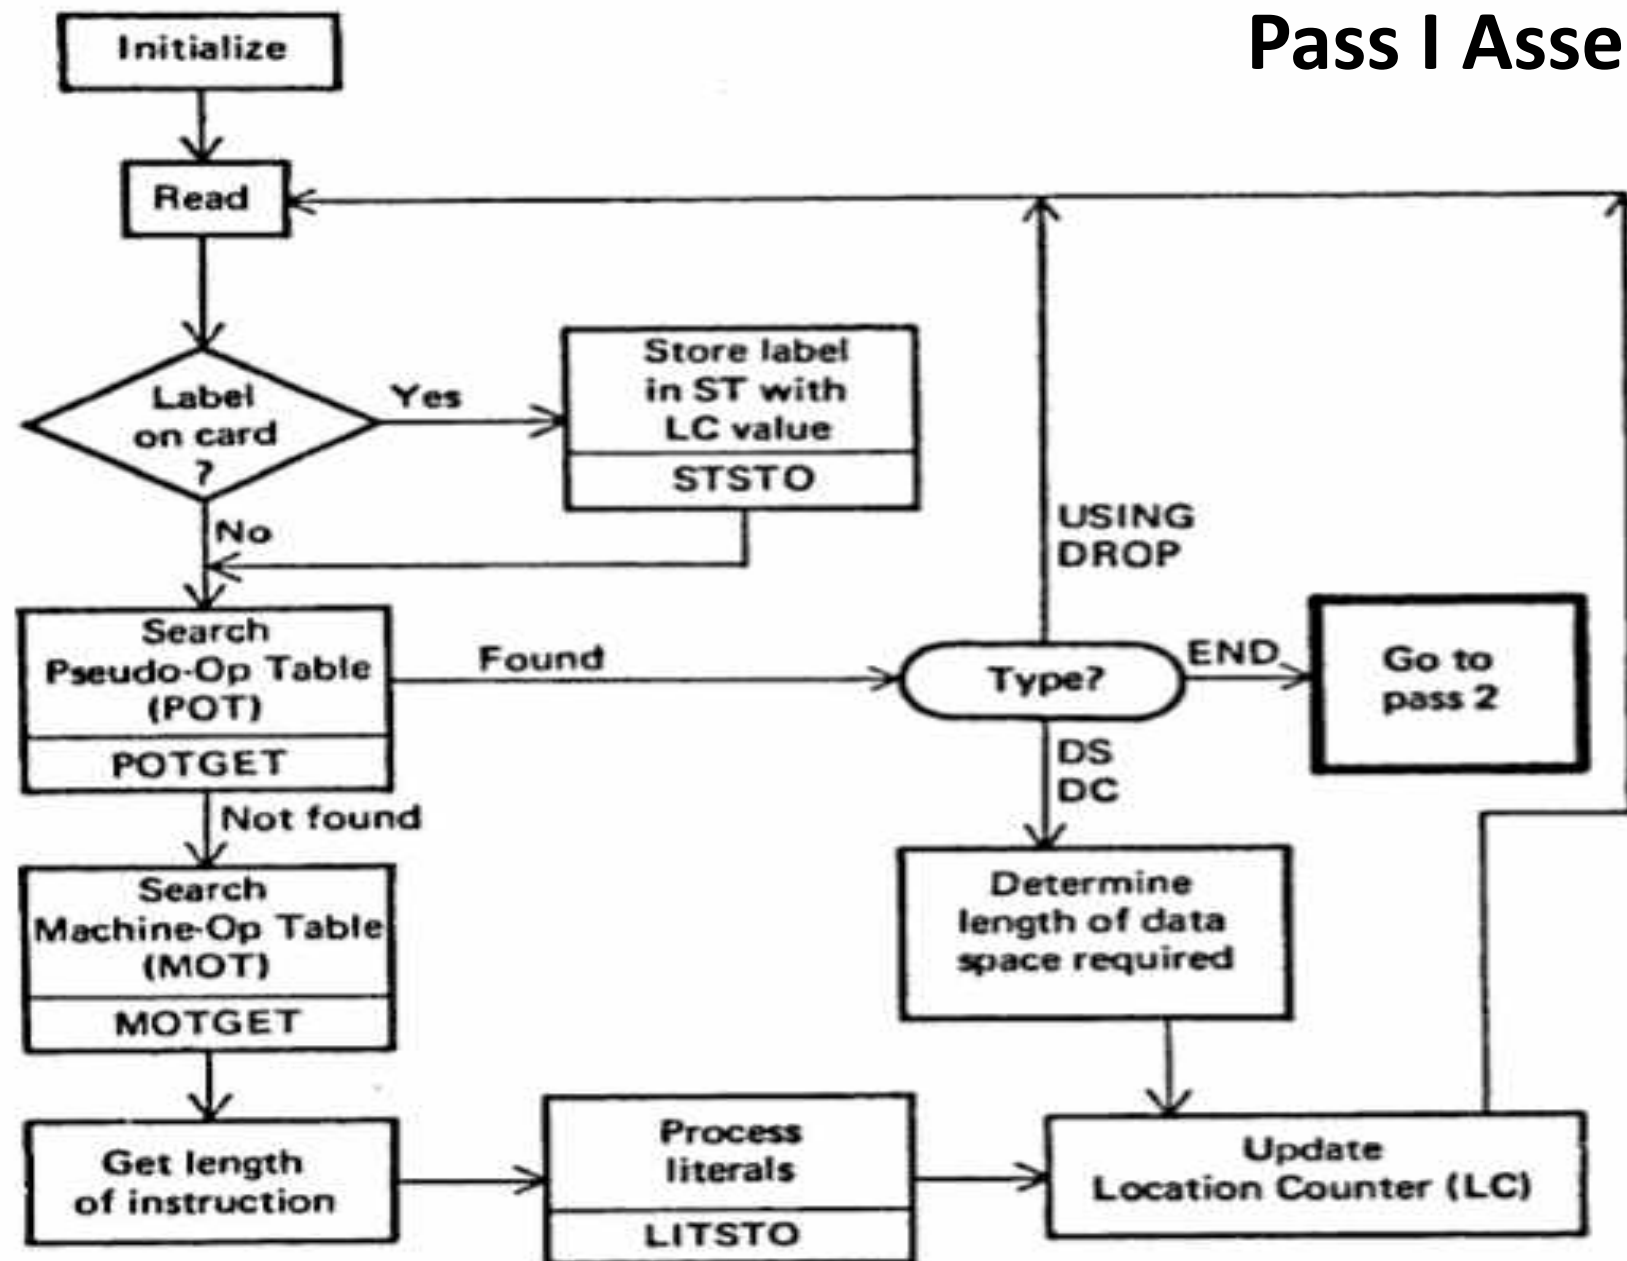 Pass I Asse
Initialize
Read
Label
on card
?
Yes
Store label
in ST with
LC value
STSTO
No
USING
DROP
Search
Pseudo-Op Table
(POT)
POTGET
Found
Type?
END
Go to
pass 2
DS
DC
Not found
Search
Machine-Op Table
(MOT)
MOTGET
Determine
length of data
space required
Get length
of instruction
Process
literals
LITSTO
Update
Location Counter (LC)